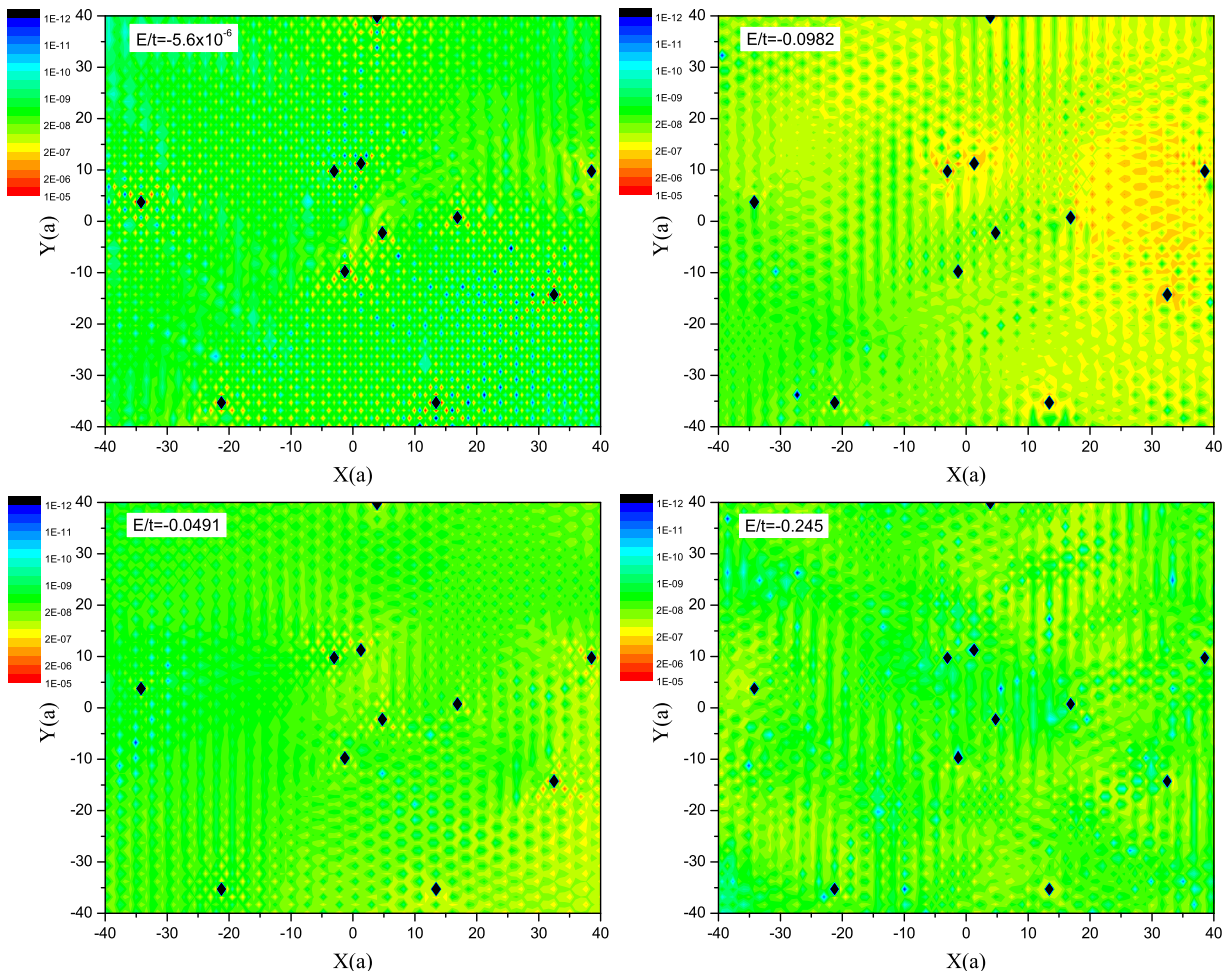 1E-12
1E-11
1E-10
1E-09
2E-08
2E-07
2E-06
1E-05
E/t=-5.6x10⁻⁶
40
30
20
10
0
-10
-20
-30
-40
Y(a)
-40 -30 -20 -10 0 10 20 30 40
X(a)
1E-12
1E-11
1E-10
1E-09
2E-08
2E-07
2E-06
1E-05
E/t=-0.0982
40
30
20
10
0
-10
-20
-30
-40
Y(a)
-40 -30 -20 -10 0 10 20 30 40
X(a)
1E-12
1E-11
1E-10
1E-09
2E-08
2E-07
2E-06
1E-05
E/t=-0.0491
40
30
20
10
0
-10
-20
-30
-40
Y(a)
-40 -30 -20 -10 0 10 20 30 40
X(a)
1E-12
1E-11
1E-10
1E-09
2E-08
2E-07
2E-06
1E-05
E/t=-0.245
40
30
20
10
0
-10
-20
-30
-40
Y(a)
-40 -30 -20 -10 0 10 20 30 40
X(a)